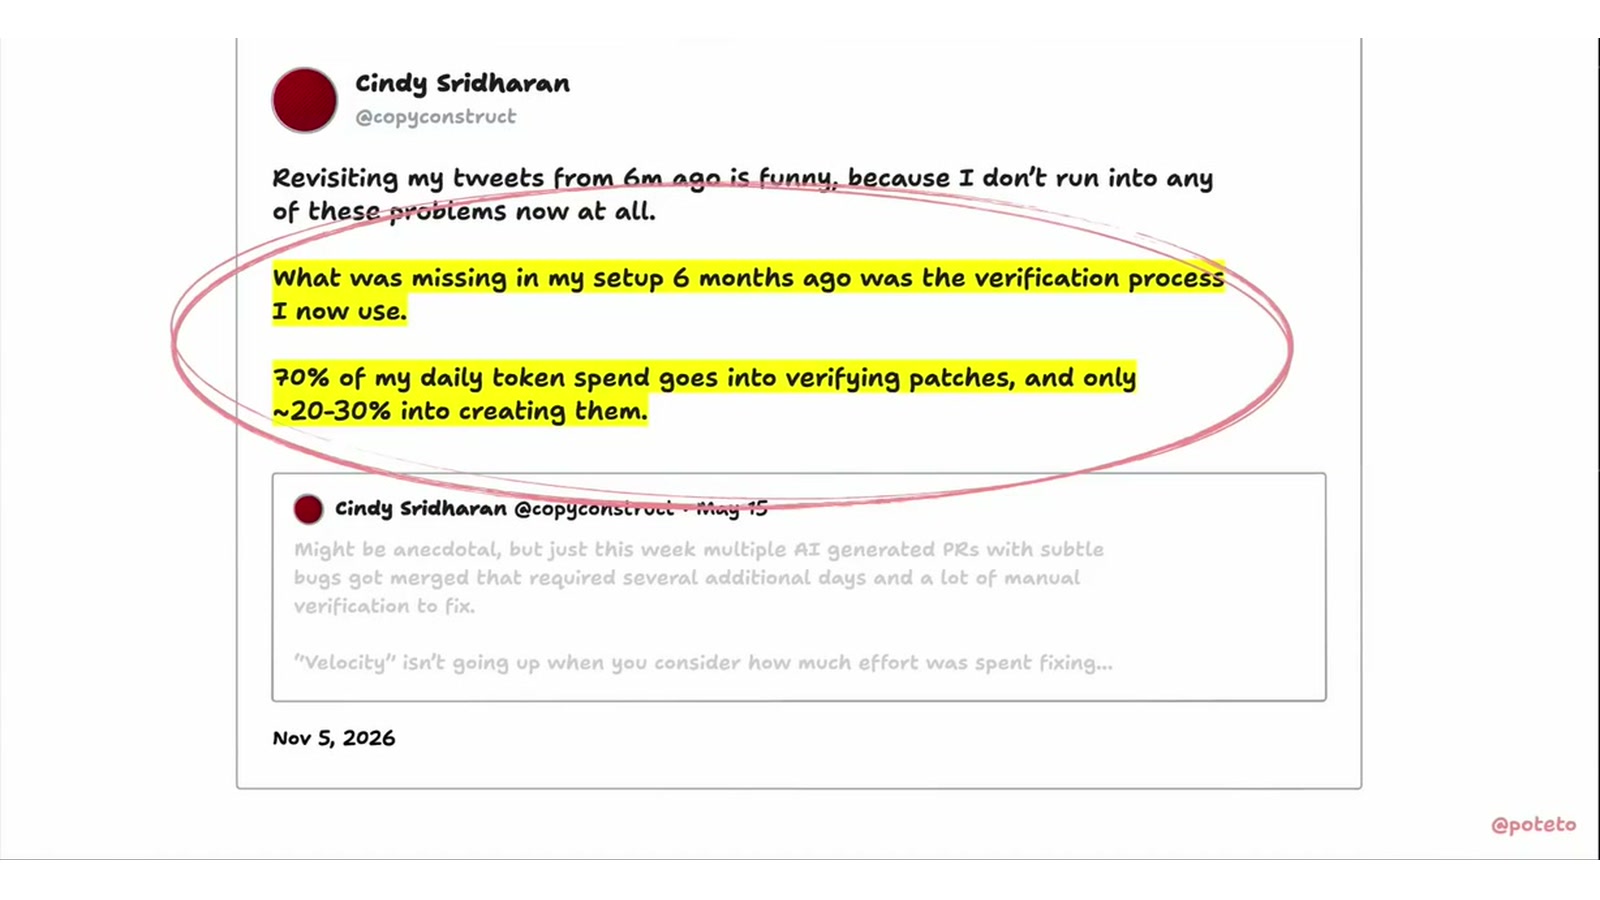 Cindy Sridharan
@copyconstruct
Revisiting my tweets from 6m ago is funny, because I don't run into any
of these problems now at all.
What was missing in my setup 6 months ago was the verification process
I now use.
70% of my daily token spend goes into verifying patches, and only
~20-30% into creating them.
Cindy Sridharan @copyconstruct · May 15
Might be anecdotal, but just this week multiple AI generated PRs with subtle
bugs got merged that required several additional days and a lot of manual
verification to fix.
"Velocity" isn't going up when you consider how much effort was spent fixing...
Nov 5, 2026
@poteto